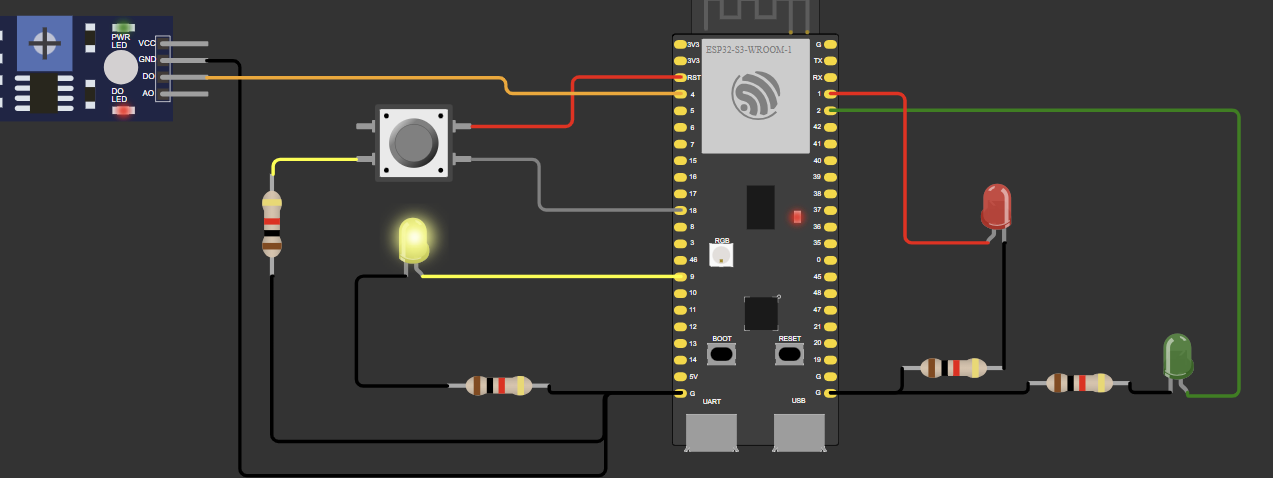 PWR
LED
VCC
GND
DO
AO
DO
LED
ESP32-S3-WROOM-1
3V3
3V3
RST
4
5
6
7
15
16
17
18
8
3
46
9
10
11
12
13
14
5V
G
G
TX
RX
1
2
42
41
40
39
38
37
36
35
0
45
48
47
21
20
19
G
G
RGB
BOOT
RESET
UART
USB